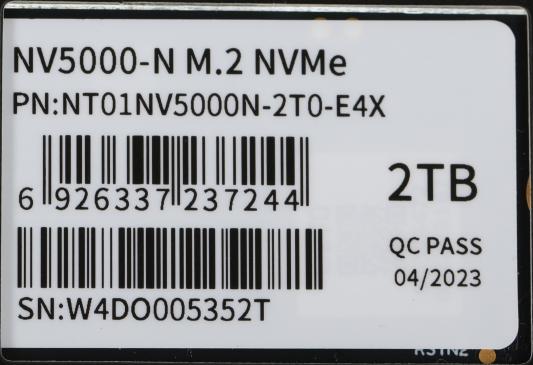 NV5000-N M.2 NVMe
PN:NT01NV5000N-2T0-E4X
6 926337 237244
2TB
QC PASS
04/2023
SN:W4DO005352T